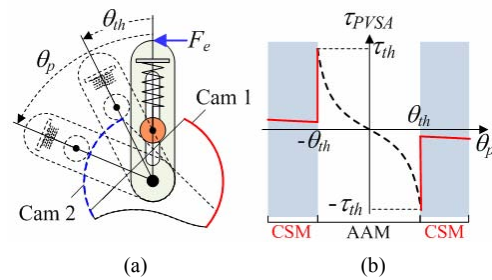 θth
θp
Fe
Cam 1
Cam 2
(a)
τPVSA
τth
θth
-θth
θp
-τth
CSM
AAM
CSM
(b)